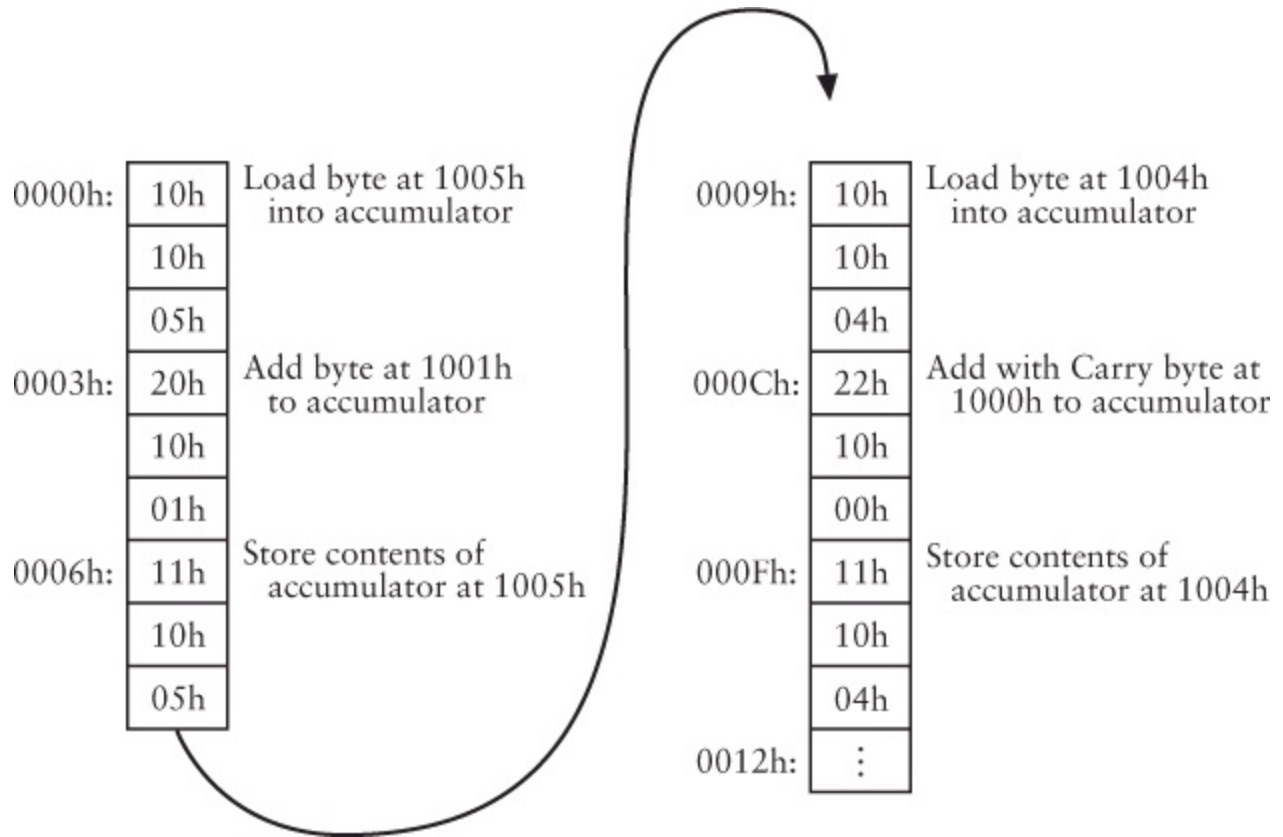 0000h: 10h Load byte at 1005h
into accumulator
10h
05h
0003h: 20h Add byte at 1001h
to accumulator
10h
01h
0006h: 11h Store contents of
accumulator at 1005h
10h
05h
0009h: 10h Load byte at 1004h
into accumulator
10h
04h
000Ch: 22h Add with Carry byte at
1000h to accumulator
10h
00h
000Fh: 11h Store contents of
accumulator at 1004h
10h
04h
0012h: ⋮